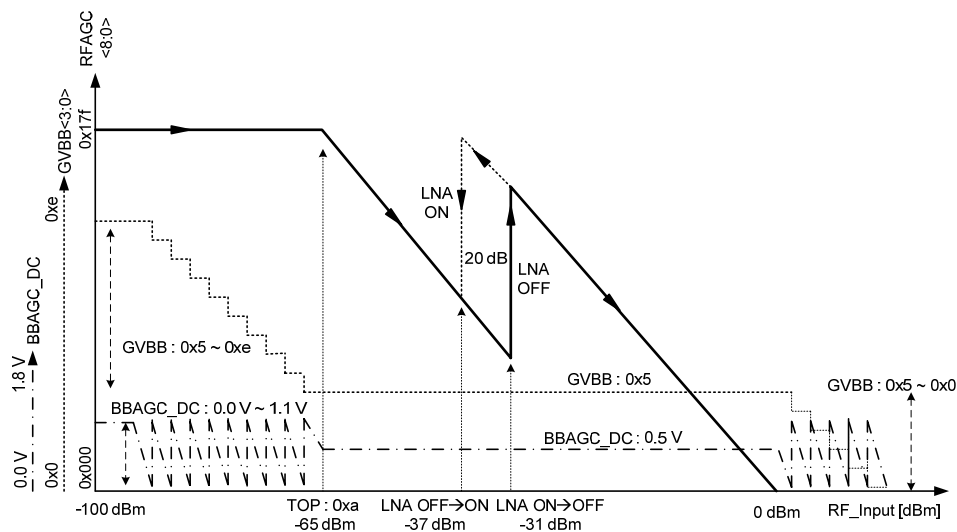 RFAGC
<8:0>
GVBB<3:0>
BBAGC_DC
0x17f
0xe
1.8 V
0.0 V
0x0
0x000
LNA
ON
20 dB
LNA
OFF
GVBB : 0x5 ~ 0xe
GVBB : 0x5
GVBB : 0x5 ~ 0x0
BBAGC_DC : 0.0 V ~ 1.1 V
BBAGC_DC : 0.5 V
-100 dBm
TOP : 0xa
-65 dBm
LNA OFF→ON
-37 dBm
LNA ON→OFF
-31 dBm
0 dBm
RF_Input [dBm]